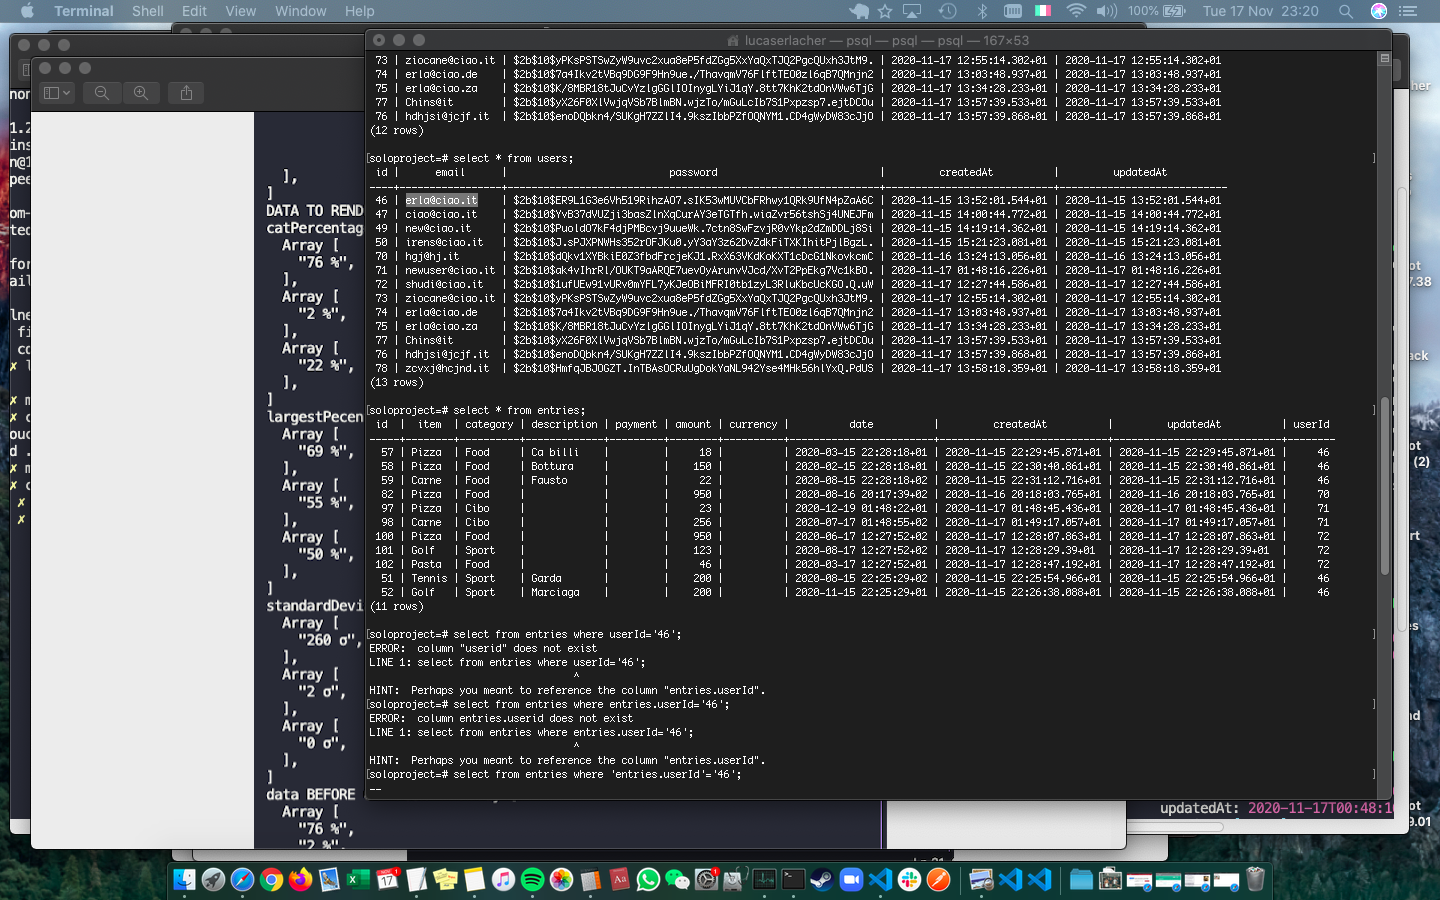 Terminal Shell Edit View Window Help 100% Tue 17 Nov 23:20
lucaserlacher — psql — psql — psql — 167×53
73 | ziocane@ciao.it | $2b$10$yPKsPSTSwZyW9uvc2xua8eP5fdZGg5XxYaQxTJQ2PgcQUxh3JtM9. | 2020-11-17 12:55:14.302+01 | 2020-11-17 12:55:14.302+01
74 | erla@ciao.de | $2b$10$7a4Ikv2tVBq9DG9F9Hn9ue./ThavqmV76FlftTEO0zl6qB7QMnjn2 | 2020-11-17 13:03:48.937+01 | 2020-11-17 13:03:48.937+01
75 | erla@ciao.za | $2b$10$K/8MBR18tJuCvYzlgGGlIOInygLYiJ1qY.8tt7KhK2tdOnVWw6TjG | 2020-11-17 13:34:28.233+01 | 2020-11-17 13:34:28.233+01
77 | Chins@it | $2b$10$yX26F0XlVwjqVSb7BlmBN.wjzTo/mGuLcIb7S1Pxpzsp7.ejtDCOu | 2020-11-17 13:57:39.533+01 | 2020-11-17 13:57:39.533+01
76 | hdhjsi@jcjf.it | $2b$10$enoDQbkn4/SUKgH7ZZlI4.9kszIbbPZfOQNYM1.CD4gWyDW83cJjO | 2020-11-17 13:57:39.868+01 | 2020-11-17 13:57:39.868+01
(12 rows)
[soloproject=# select * from users; ]
id | email | password | createdAt | updatedAt
46 | erla@ciao.it | $2b$10$ER9L1G3e6Vh519RihzAO7.sIK53wMUVCbFRhwy1QRk9UfN4pZaA6C | 2020-11-15 13:52:01.544+01 | 2020-11-15 13:52:01.544+01
47 | ciao@ciao.it | $2b$10$YvB37dVUZji3basZlnXqCurAY3eTGTfh.wiaZvr56tshSj4UNEJFm | 2020-11-15 14:00:44.772+01 | 2020-11-15 14:00:44.772+01
49 | new@ciao.it | $2b$10$PuoldO7kF4djPMBcvj9uueWk.7ctn8SwFzvjR0vYkp2dZmDDLj8Si | 2020-11-15 14:19:14.362+01 | 2020-11-15 14:19:14.362+01
50 | irens@ciao.it | $2b$10$J.sPJXPNWHs352rOFJKu0.yY3aY3z62DvZdkFiTXKIhitPjlBgzL. | 2020-11-15 15:21:23.081+01 | 2020-11-15 15:21:23.081+01
70 | hgj@hj.it | $2b$10$dQkv1XYBkiE0Z3fbdFrcjeKJ1.RxX63VKdKoKXT1cDcG1NkovkcmC | 2020-11-16 13:24:13.056+01 | 2020-11-16 13:24:13.056+01
71 | newuser@ciao.it | $2b$10$ak4vIhrRl/OUKT9aARQE7uevOyArunvVJcd/XvT2PpEkg7Vc1kBO. | 2020-11-17 01:48:16.226+01 | 2020-11-17 01:48:16.226+01
72 | shudi@ciao.it | $2b$10$1ufUEw91vURv0mYFL7yKJeOBiMFRI0tb1zyL3RluKbcUcKGO.Q.uW | 2020-11-17 12:27:44.586+01 | 2020-11-17 12:27:44.586+01
73 | ziocane@ciao.it | $2b$10$yPKsPSTSwZyW9uvc2xua8eP5fdZGg5XxYaQxTJQ2PgcQUxh3JtM9. | 2020-11-17 12:55:14.302+01 | 2020-11-17 12:55:14.302+01
74 | erla@ciao.de | $2b$10$7a4Ikv2tVBq9DG9F9Hn9ue./ThavqmV76FlftTEO0zl6qB7QMnjn2 | 2020-11-17 13:03:48.937+01 | 2020-11-17 13:03:48.937+01
75 | erla@ciao.za | $2b$10$K/8MBR18tJuCvYzlgGGlIOInygLYiJ1qY.8tt7KhK2tdOnVWw6TjG | 2020-11-17 13:34:28.233+01 | 2020-11-17 13:34:28.233+01
77 | Chins@it | $2b$10$yX26F0XlVwjqVSb7BlmBN.wjzTo/mGuLcIb7S1Pxpzsp7.ejtDCOu | 2020-11-17 13:57:39.533+01 | 2020-11-17 13:57:39.533+01
76 | hdhjsi@jcjf.it | $2b$10$enoDQbkn4/SUKgH7ZZlI4.9kszIbbPZfOQNYM1.CD4gWyDW83cJjO | 2020-11-17 13:57:39.868+01 | 2020-11-17 13:57:39.868+01
78 | zcvxj@hcjnd.it | $2b$10$HmfqJBJOGZT.InTBAsOCRuUgDokYaNL942Yse4MHk56hlYxQ.PdUS | 2020-11-17 13:58:18.359+01 | 2020-11-17 13:58:18.359+01
(13 rows)
[soloproject=# select * from entries; ]
id | item | category | description | payment | amount | currency | date | createdAt | updatedAt | userId
57 | Pizza | Food | Ca billi | | 18 | | 2020-03-15 22:28:18+01 | 2020-11-15 22:29:45.871+01 | 2020-11-15 22:29:45.871+01 | 46
58 | Pizza | Food | Bottura | | 150 | | 2020-02-15 22:28:18+01 | 2020-11-15 22:30:40.861+01 | 2020-11-15 22:30:40.861+01 | 46
59 | Carne | Food | Fausto | | 22 | | 2020-08-15 22:28:18+02 | 2020-11-15 22:31:12.716+01 | 2020-11-15 22:31:12.716+01 | 46
82 | Pizza | Food | | | 950 | | 2020-08-16 20:17:39+02 | 2020-11-16 20:18:03.765+01 | 2020-11-16 20:18:03.765+01 | 70
97 | Pizza | Cibo | | | 23 | | 2020-12-19 01:48:22+01 | 2020-11-17 01:48:45.436+01 | 2020-11-17 01:48:45.436+01 | 71
98 | Carne | Cibo | | | 256 | | 2020-07-17 01:48:55+02 | 2020-11-17 01:49:17.057+01 | 2020-11-17 01:49:17.057+01 | 71
100 | Pizza | Food | | | 950 | | 2020-06-17 12:27:52+02 | 2020-11-17 12:28:07.863+01 | 2020-11-17 12:28:07.863+01 | 72
101 | Golf | Sport | | | 123 | | 2020-08-17 12:27:52+02 | 2020-11-17 12:28:29.39+01 | 2020-11-17 12:28:29.39+01 | 72
102 | Pasta | Food | | | 46 | | 2020-03-17 12:27:52+01 | 2020-11-17 12:28:47.192+01 | 2020-11-17 12:28:47.192+01 | 72
51 | Tennis | Sport | Garda | | 200 | | 2020-08-15 22:25:29+02 | 2020-11-15 22:25:54.966+01 | 2020-11-15 22:25:54.966+01 | 46
52 | Golf | Sport | Marciaga | | 200 | | 2020-11-15 22:25:29+01 | 2020-11-15 22:26:38.088+01 | 2020-11-15 22:26:38.088+01 | 46
(11 rows)
[soloproject=# select from entries where userId='46'; ]
ERROR: column "userid" does not exist
LINE 1: select from entries where userId='46';
^
HINT: Perhaps you meant to reference the column "entries.userId".
[soloproject=# select from entries where entries.userId='46'; ]
ERROR: column entries.userid does not exist
LINE 1: select from entries where entries.userId='46';
^
HINT: Perhaps you meant to reference the column "entries.userId".
[soloproject=# select from entries where 'entries.userId'='46'; ]
--
],
]
DATA TO REND
catPercentag
Array [
"76 %",
],
Array [
"2 %",
],
Array [
"22 %",
],
]
largestPecen
Array [
"69 %",
],
Array [
"55 %",
],
Array [
"50 %",
],
]
standardDevi
Array [
"260 σ",
],
Array [
"2 σ",
],
Array [
"0 σ",
],
]
data BEFORE
Array [
"76 %",
"2 %",
updatedAt: 2020-11-17T00:48:1